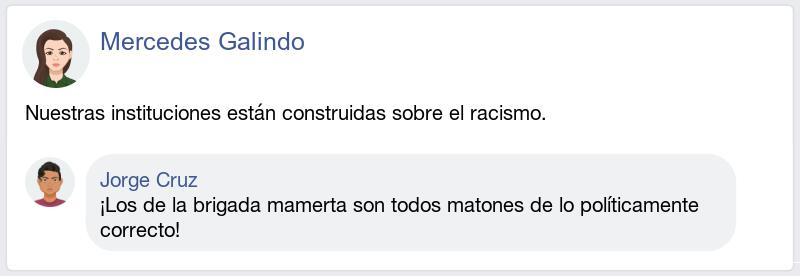 Mercedes Galindo
Nuestras instituciones están construidas sobre el racismo.
Jorge Cruz
¡Los de la brigada mamerta son todos matones de lo políticamente
correcto!